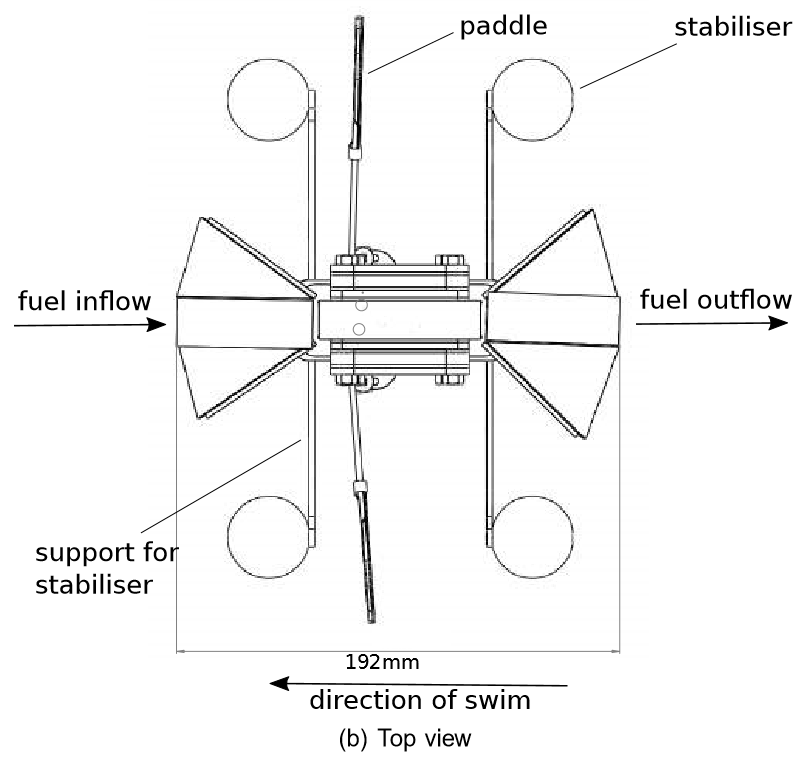 paddle
stabiliser
fuel inflow
fuel outflow
support for
stabiliser
192mm
direction of swim
(b) Top view